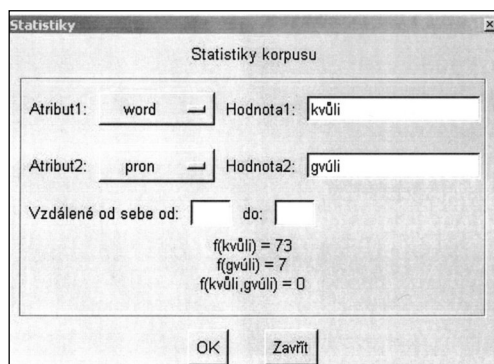 Statistiky
Statistiky korpusu
Atribut1: word Hodnota1: kvůli
Atribut2: pron Hodnota2: gvúli
Vzdálené od sebe od: do:
f(kvůli) = 73
f(gvúli) = 7
f(kvůli,gvúli) = 0
OK Zavřít